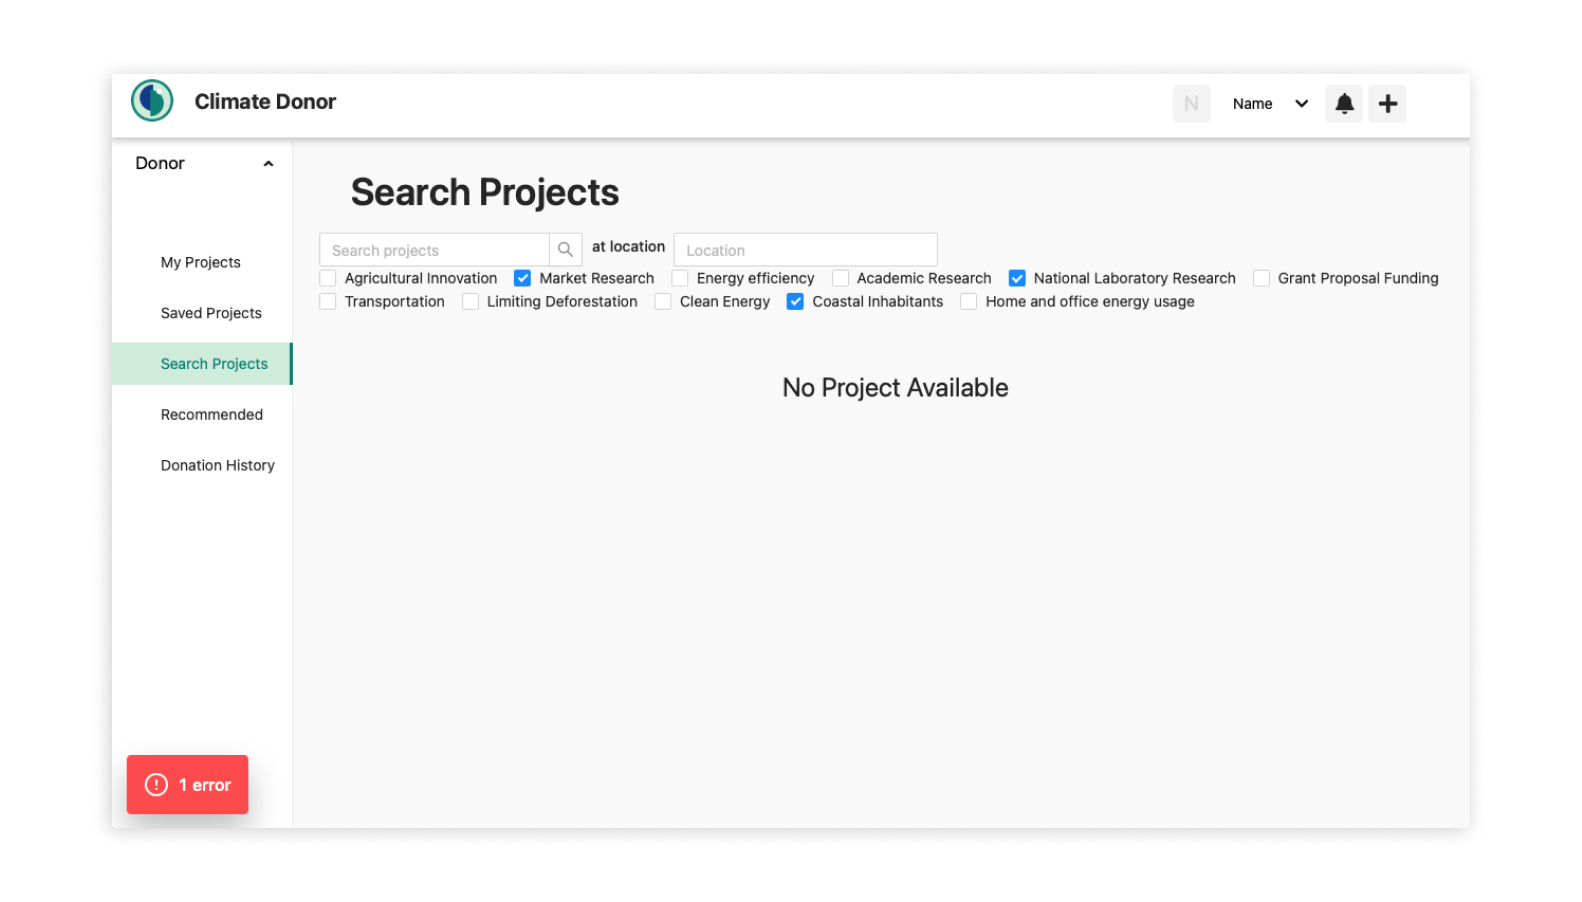 Climate Donor
N
Name
Donor
My Projects
Saved Projects
Search Projects
Recommended
Donation History
1 error
Search Projects
Search projects at location Location
Agricultural Innovation Market Research Energy efficiency Academic Research National Laboratory Research Grant Proposal Funding
Transportation Limiting Deforestation Clean Energy Coastal Inhabitants Home and office energy usage
No Project Available